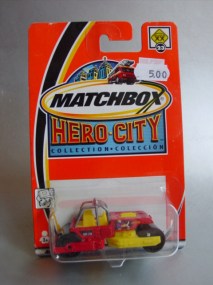 5.00
MATCHBOX
HERO-CITY
COLLECTION • COLECCIÓN